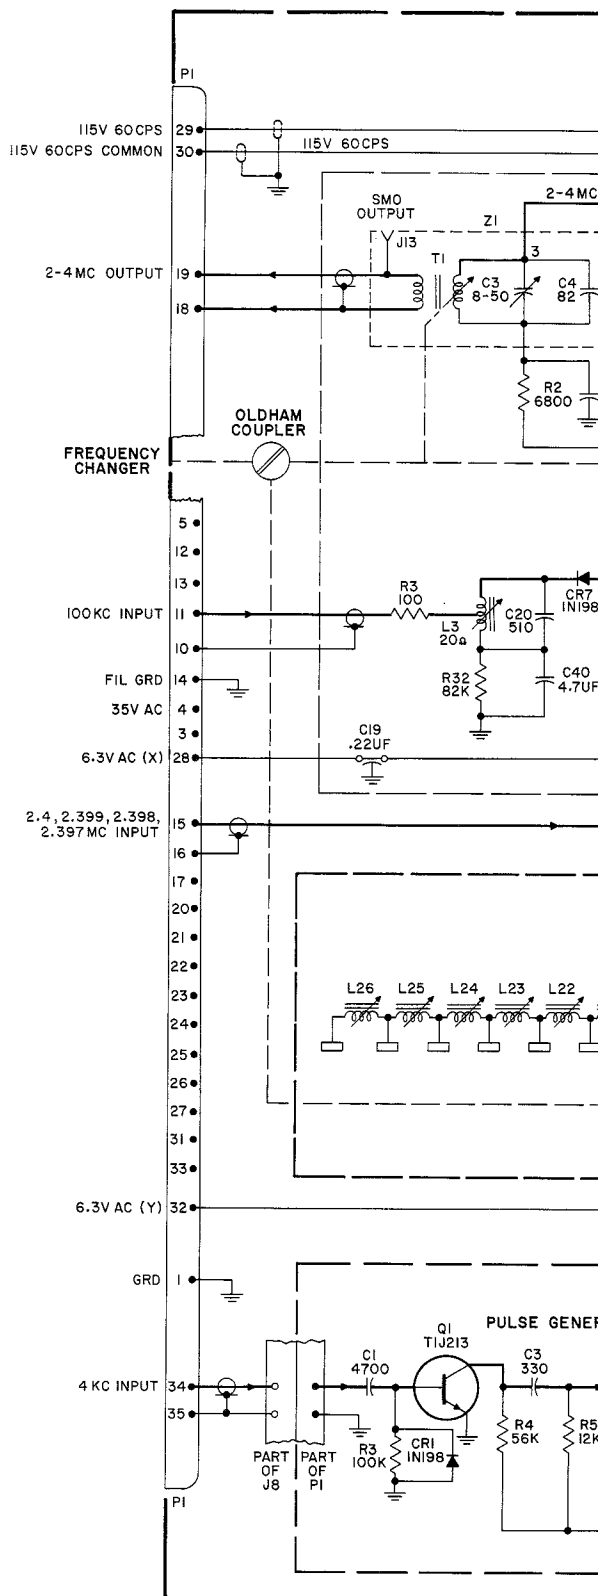 P1
115V 60CPS 29
115V 60CPS COMMON 30
115V 60CPS
SMO
OUTPUT
J13
2-4MC
Z1
T1
3
2-4MC OUTPUT 19
18
C3
8-50
C4
82
R2
6800
OLDHAM
COUPLER
FREQUENCY
CHANGER
5
12
13
100KC INPUT 11
10
R3
100
L3
20Ω
C20
510
CR7
1N198
R32
82K
C40
4.7UF
FIL GRD 14
35V AC 4
3
6.3V AC (X) 28
C19
.22UF
2.4, 2.399, 2.398,
2.397MC INPUT
15
16
17
20
21
22
23
24
25
26
27
31
33
L26 L25 L24 L23 L22
6.3V AC (Y) 32
GRD 1
PULSE GENER
4 KC INPUT 34
35
C1
4700
Q1
TIJ213
C3
330
R3
100K
CR1
1N198
R4
56K
R5
12K
PART
OF
J8
PART
OF
P1
P1